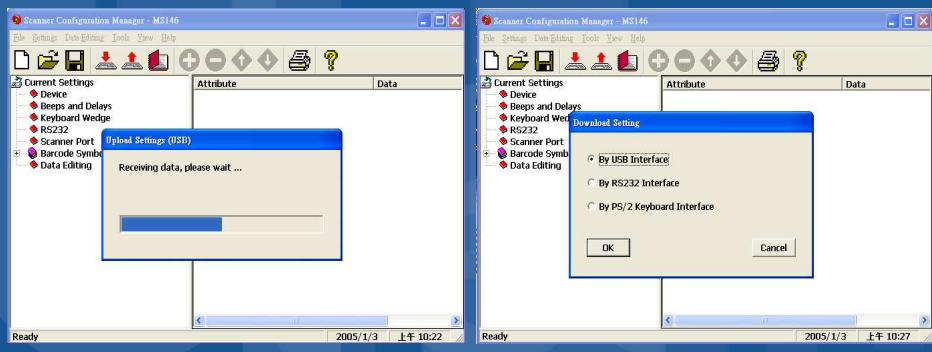 Scanner Configuration Manager - MS146
File Settings Data Editing Tools View Help
Current Settings
Device
Beeps and Delays
Keyboard Wedge
RS232
Scanner Port
Barcode Symbo
Data Editing
Attribute Data
Upload Settings (USB)
Receiving data, please wait ...
Ready 2005/1/3 上午 10:22
Scanner Configuration Manager - MS146
File Settings Data Editing Tools View Help
Current Settings
Device
Beeps and Delays
Keyboard Wed
RS232
Scanner Port
Barcode Symb
Data Editing
Attribute Data
Download Setting
By USB Interface
By RS232 Interface
By PS/2 Keyboard Interface
OK Cancel
Ready 2005/1/3 上午 10:27